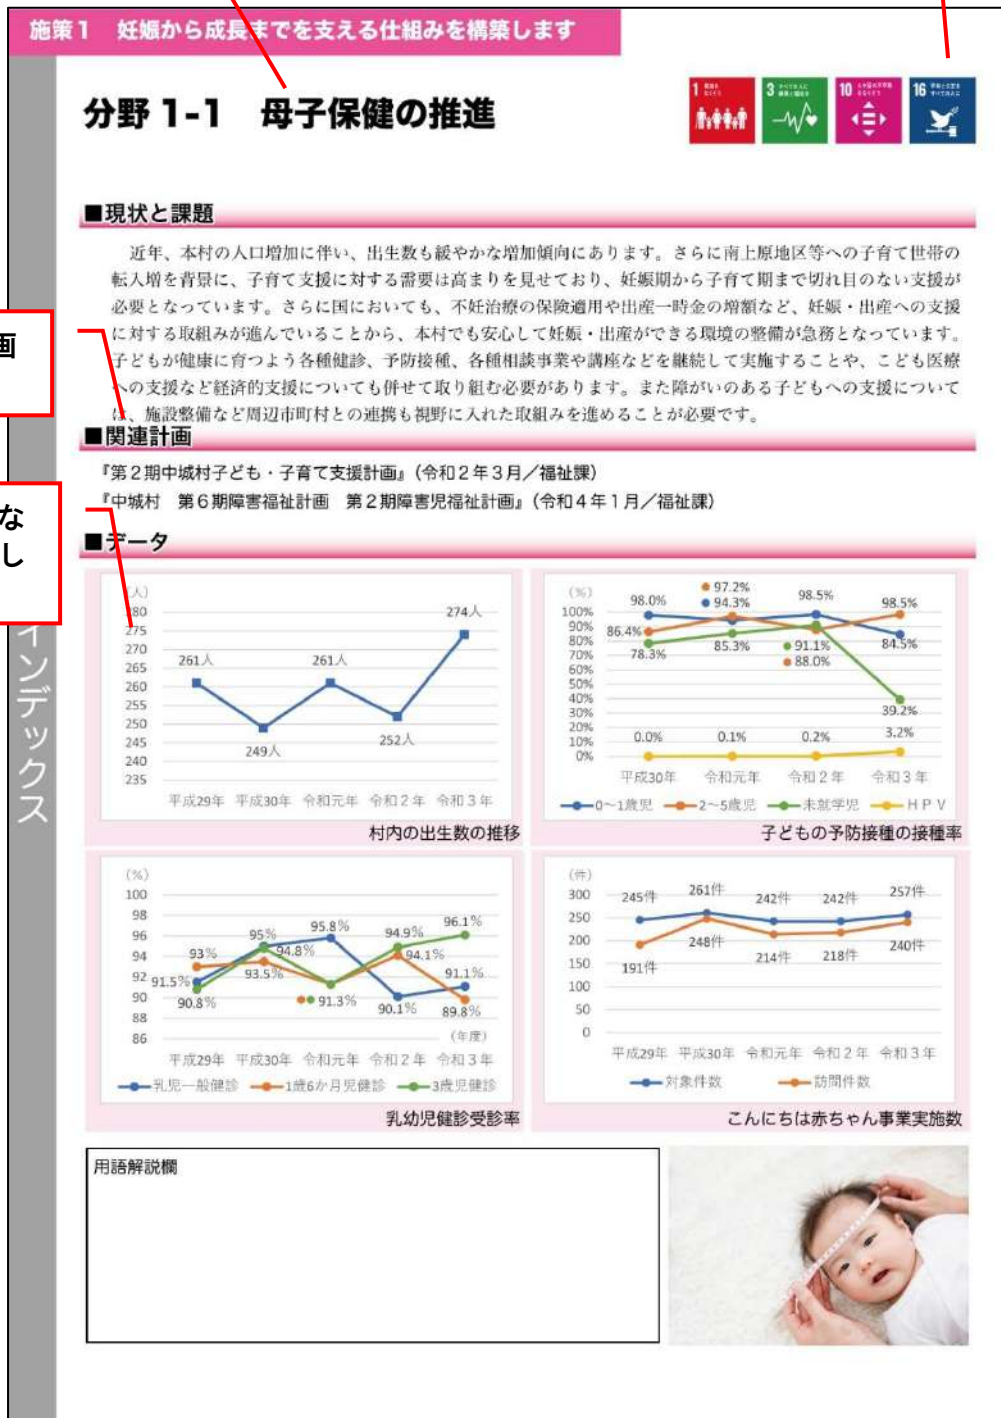 施策1　妊娠から成長までを支える仕組みを構築します
分野 1-1　母子保健の推進
1
3
10
16
■現状と課題
近年、本村の人口増加に伴い、出生数も緩やかな増加傾向にあります。さらに南上原地区等への子育て世帯の
転入増を背景に、子育て支援に対する需要は高まりを見せており、妊娠期から子育て期まで切れ目のない支援が
必要となっています。さらに国においても、不妊治療の保険適用や出産一時金の増額など、妊娠・出産への支援
に対する取組みが進んでいることから、本村でも安心して妊娠・出産ができる環境の整備が急務となっています。
子どもが健康に育つよう各種健診、予防接種、各種相談事業や講座などを継続して実施することや、こども医療
への支援など経済的支援についても併せて取り組む必要があります。また障がいのある子どもへの支援について
は、施設整備など周辺市町村との連携も視野に入れた取組みを進めることが必要です。
画
■関連計画
『第2期中城村子ども・子育て支援計画』（令和2年3月／福祉課）
『中城村　第6期障害福祉計画　第2期障害児福祉計画』（令和4年1月／福祉課）
な
し
■データ
インデックス
（人）
280
275
270
265
260
255
250
245
240
235
261人
249人
261人
252人
274人
平成29年 平成30年 令和元年 令和2年 令和3年
村内の出生数の推移
（%）
100%
90%
80%
70%
60%
50%
40%
30%
20%
10%
0%
98.0%
97.2%
94.3%
98.5%
98.5%
86.4%
78.3%
85.3%
91.1%
88.0%
84.5%
39.2%
0.0%
0.1%
0.2%
3.2%
平成30年 令和元年 令和2年 令和3年
0～1歳児 2～5歳児 未就学児 HPV
子どもの予防接種の接種率
（%）
100
98
96
94
92
90
88
86
91.5%
93%
90.8%
95%
94.8%
93.5%
95.8%
91.3%
94.9%
94.1%
90.1%
96.1%
91.1%
89.8%
（年度）
平成29年 平成30年 令和元年 令和2年 令和3年
乳児一般健診 1歳6か月児健診 3歳児健診
乳幼児健診受診率
（件）
300
250
200
150
100
50
0
245件
261件
242件
242件
257件
191件
248件
214件
218件
240件
平成29年 平成30年 令和元年 令和2年 令和3年
対象件数 訪問件数
こんにちは赤ちゃん事業実施数
用語解説欄